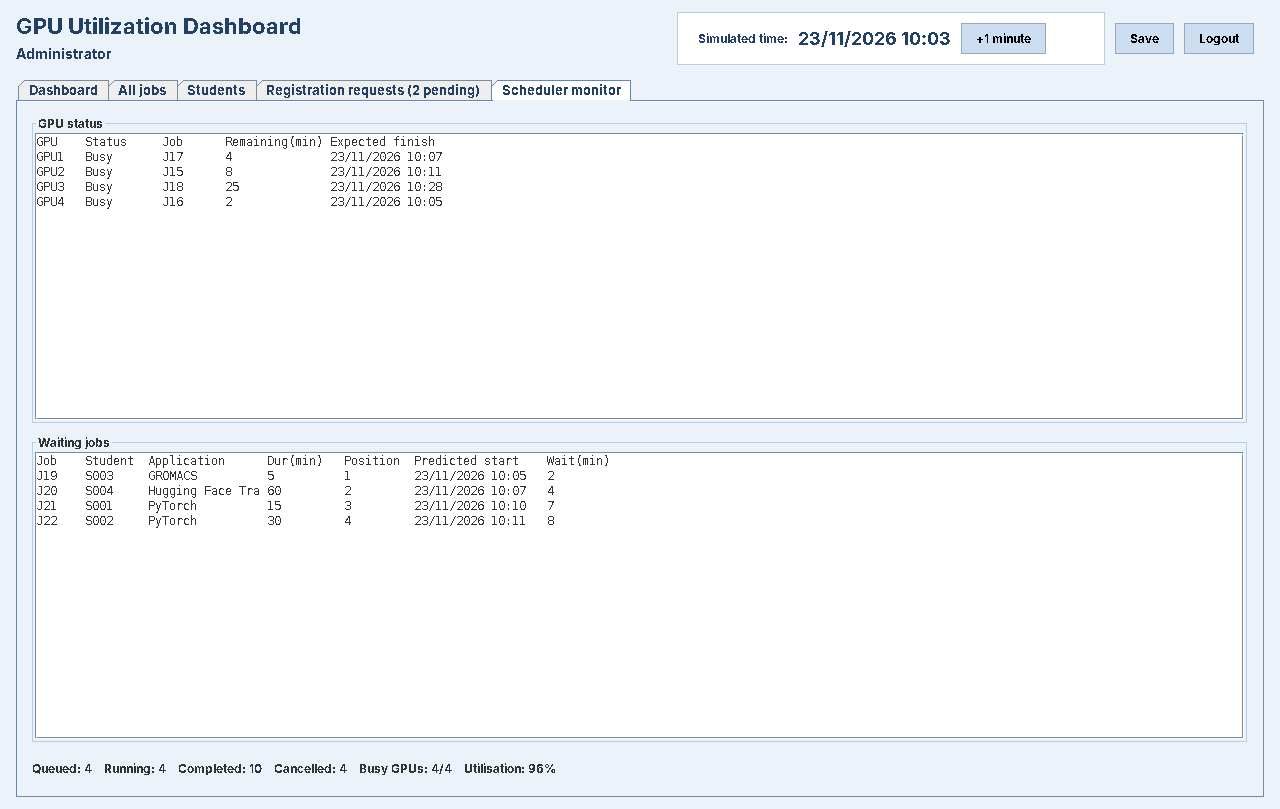 GPU Utilization Dashboard
Administrator
Simulated time: 23/11/2026 10:03 +1 minute Save Logout
Dashboard All jobs Students Registration requests (2 pending) Scheduler monitor
GPU status
GPU Status Job Remaining(min) Expected finish
GPU1 Busy J17 4 23/11/2026 10:07
GPU2 Busy J15 8 23/11/2026 10:11
GPU3 Busy J18 25 23/11/2026 10:28
GPU4 Busy J16 2 23/11/2026 10:05
Waiting jobs
Job Student Application Dur(min) Position Predicted start Wait(min)
J19 S003 GROMACS 5 1 23/11/2026 10:05 2
J20 S004 Hugging Face Tra 60 2 23/11/2026 10:07 4
J21 S001 PyTorch 15 3 23/11/2026 10:10 7
J22 S002 PyTorch 30 4 23/11/2026 10:11 8
Queued: 4 Running: 4 Completed: 10 Cancelled: 4 Busy GPUs: 4/4 Utilisation: 96%